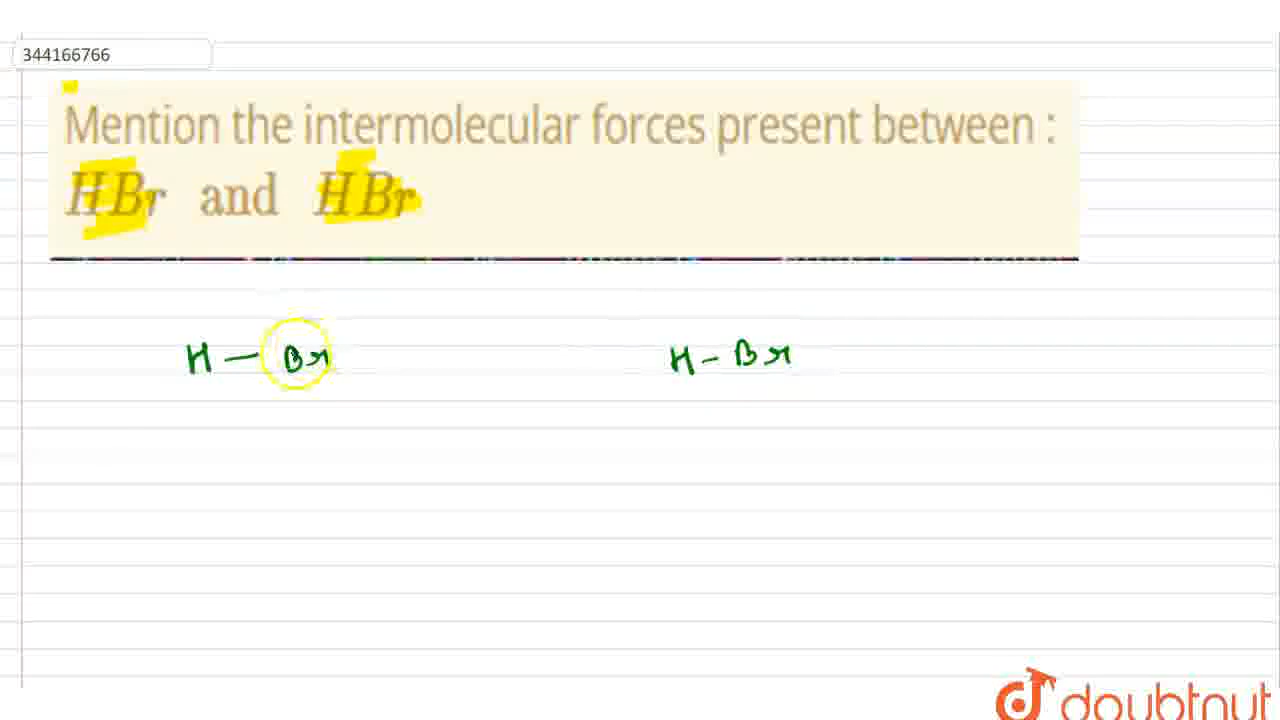 344166766
Mention the intermolecular forces present between :
HBr and HBr
H - Br H - Br
doubtnut